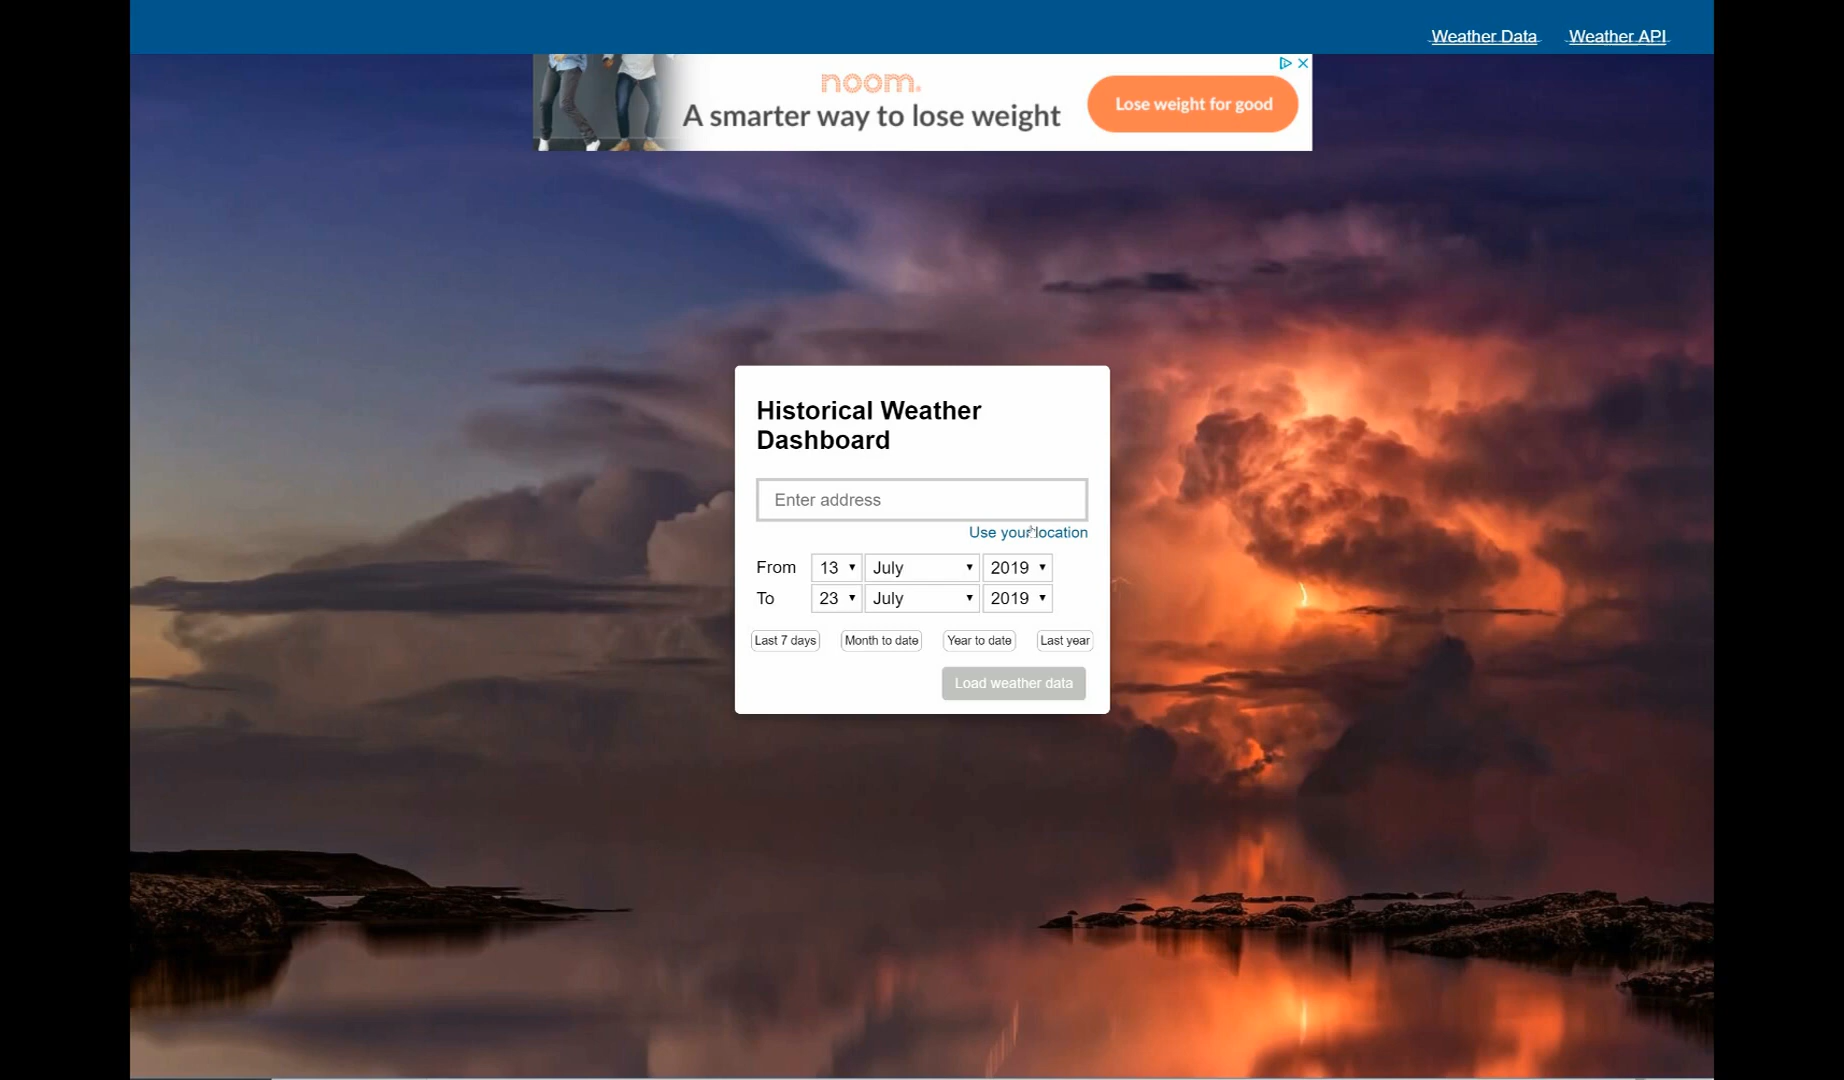 Weather Data Weather API
noom.
A smarter way to lose weight
Lose weight for good
Historical Weather
Dashboard
Enter address
Use your location
From 13 July 2019
To 23 July 2019
Last 7 days Month to date Year to date Last year
Load weather data